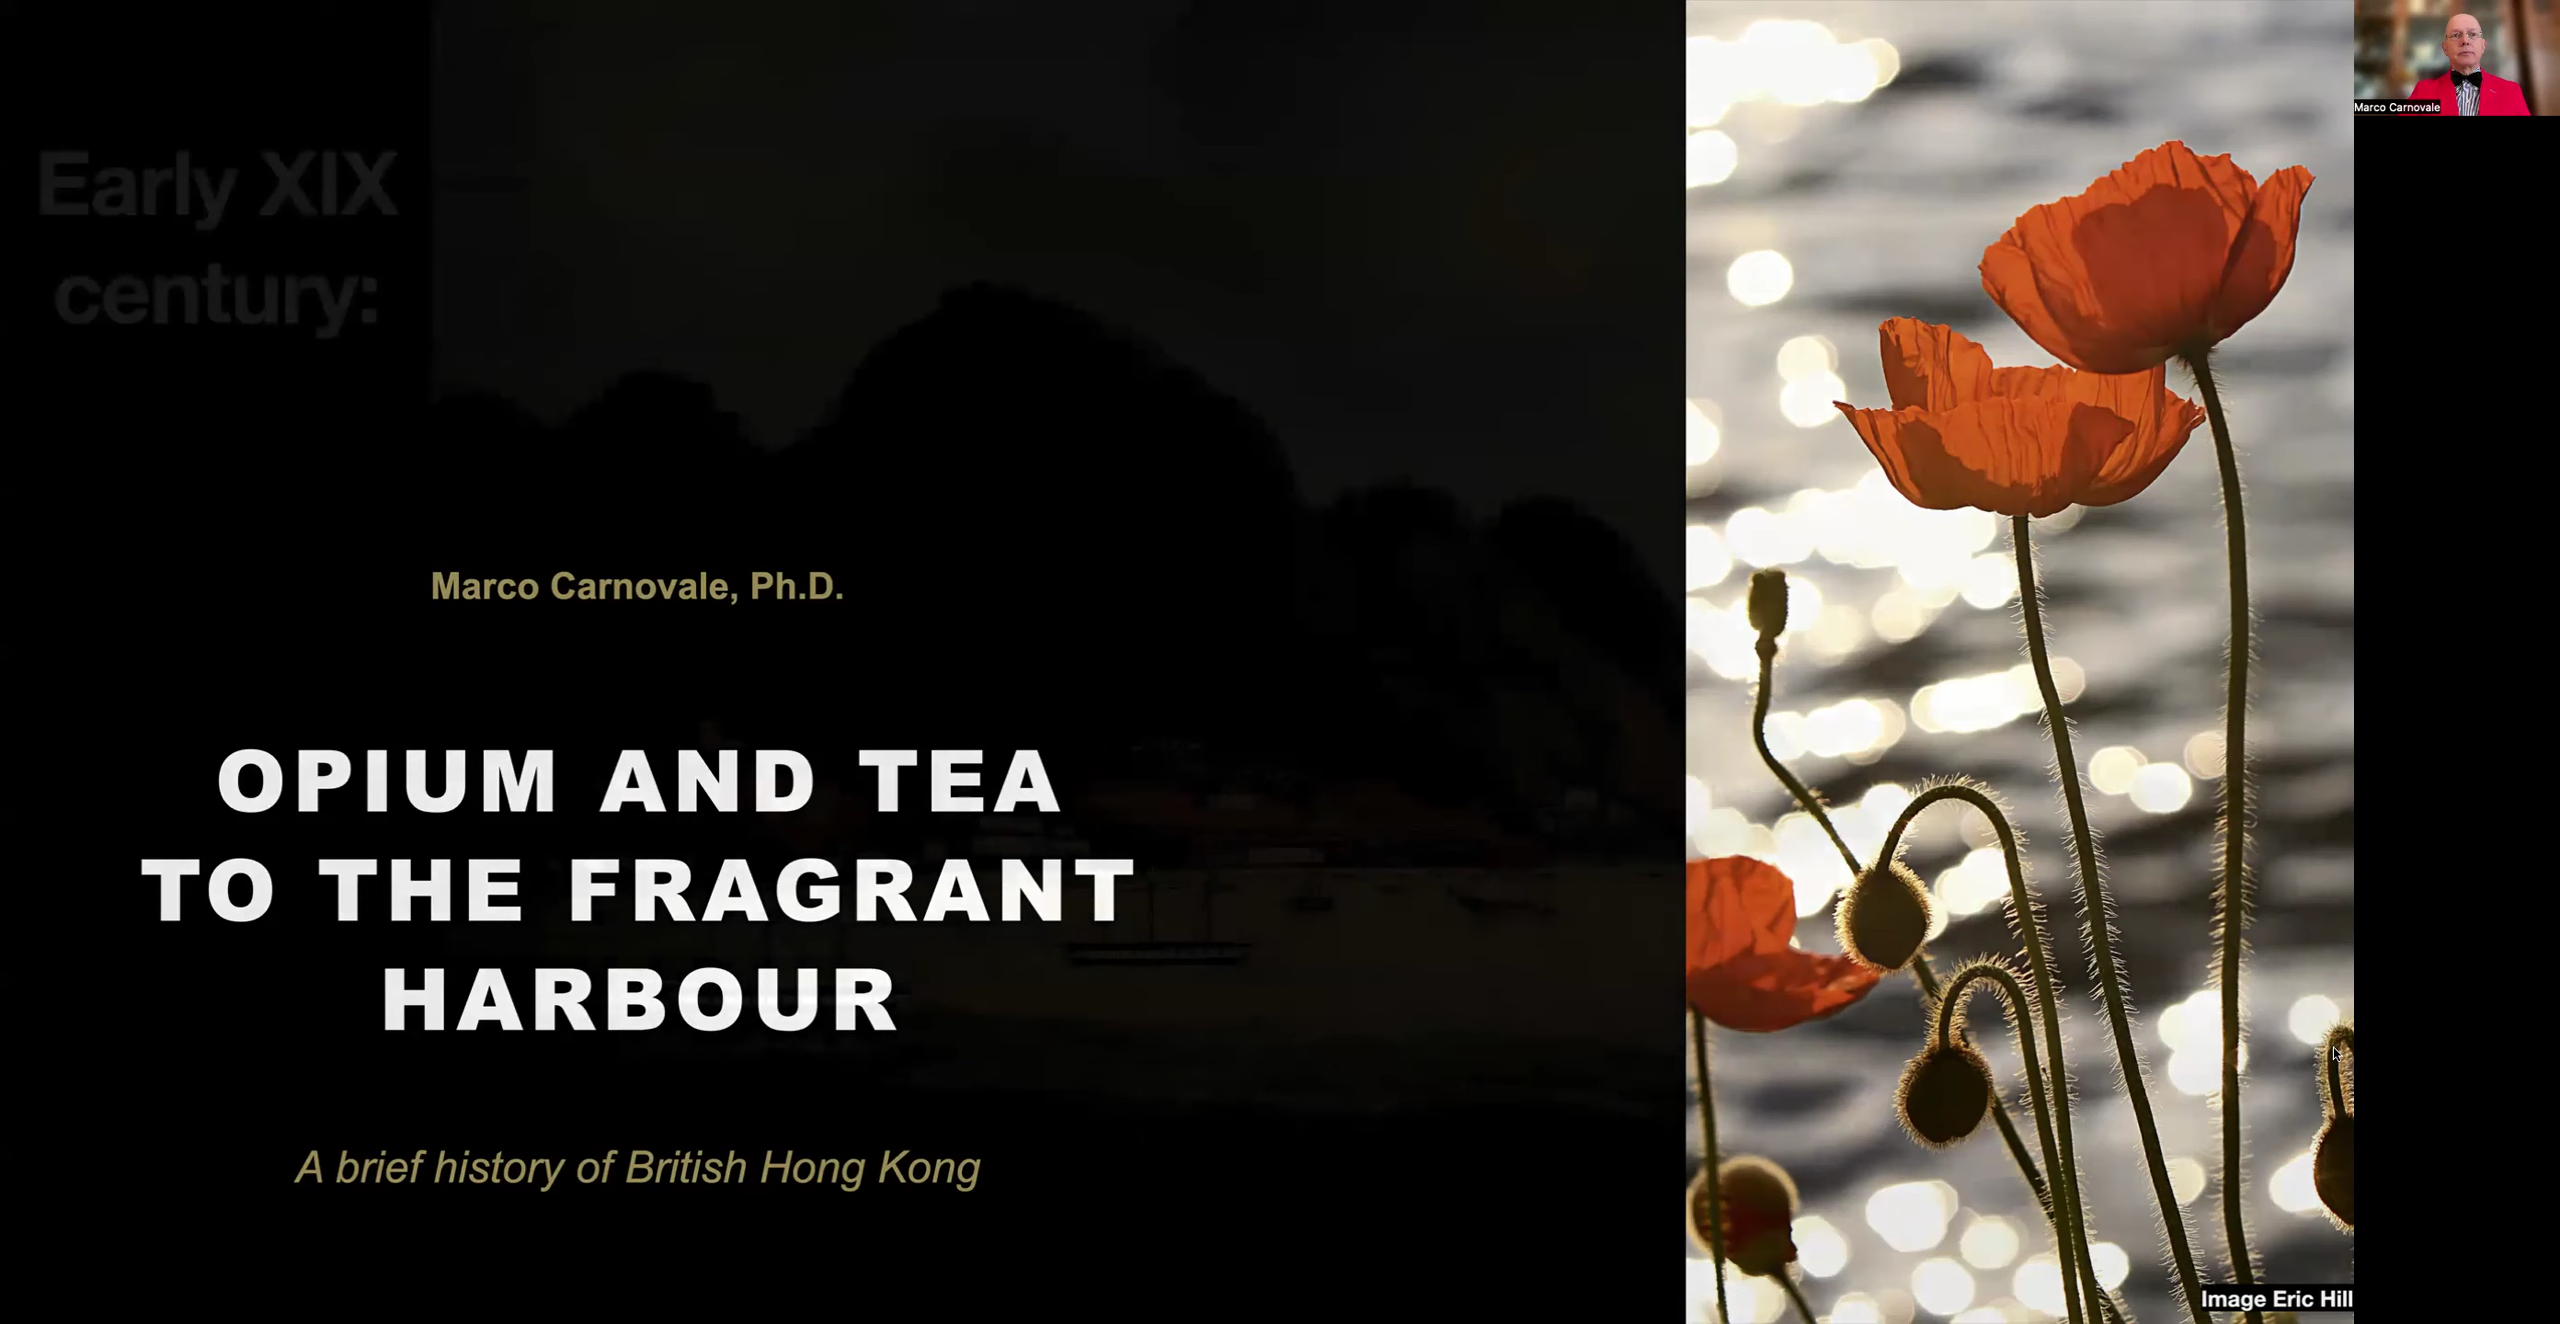 Early XIX
century:
Marco Carnovale, Ph.D.
OPIUM AND TEA
TO THE FRAGRANT
HARBOUR
A brief history of British Hong Kong
Image Eric Hill
Marco Carnovale